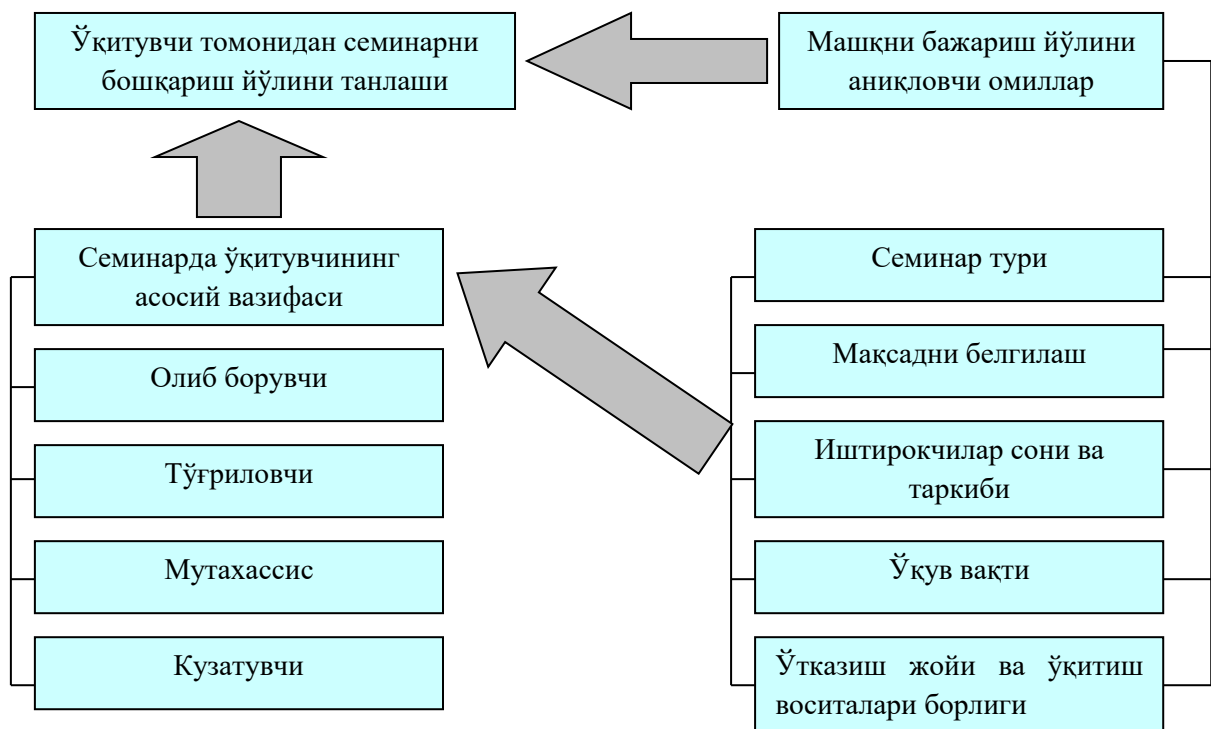 Ўқитувчи томонидан семинарни
бошқариш йўлини танлаши
Машқни бажариш йўлини
аниқловчи омиллар
Семинарда ўқитувчининг
асосий вазифаси
Олиб борувчи
Тўғриловчи
Мутахассис
Кузатувчи
Семинар тури
Мақсадни белгилаш
Иштирокчилар сони ва
таркиби
Ўқув вақти
Ўтказиш жойи ва ўқитиш
воситалари борлиги